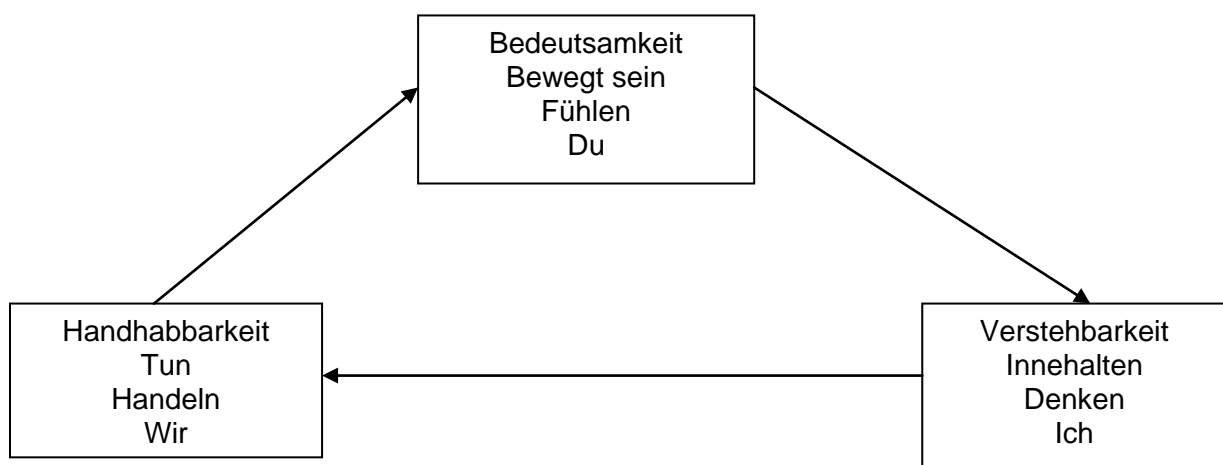 Bedeutsamkeit
Bewegt sein
Fühlen
Du
Handhabbarkeit
Tun
Handeln
Wir
Verstehbarkeit
Innehalten
Denken
Ich